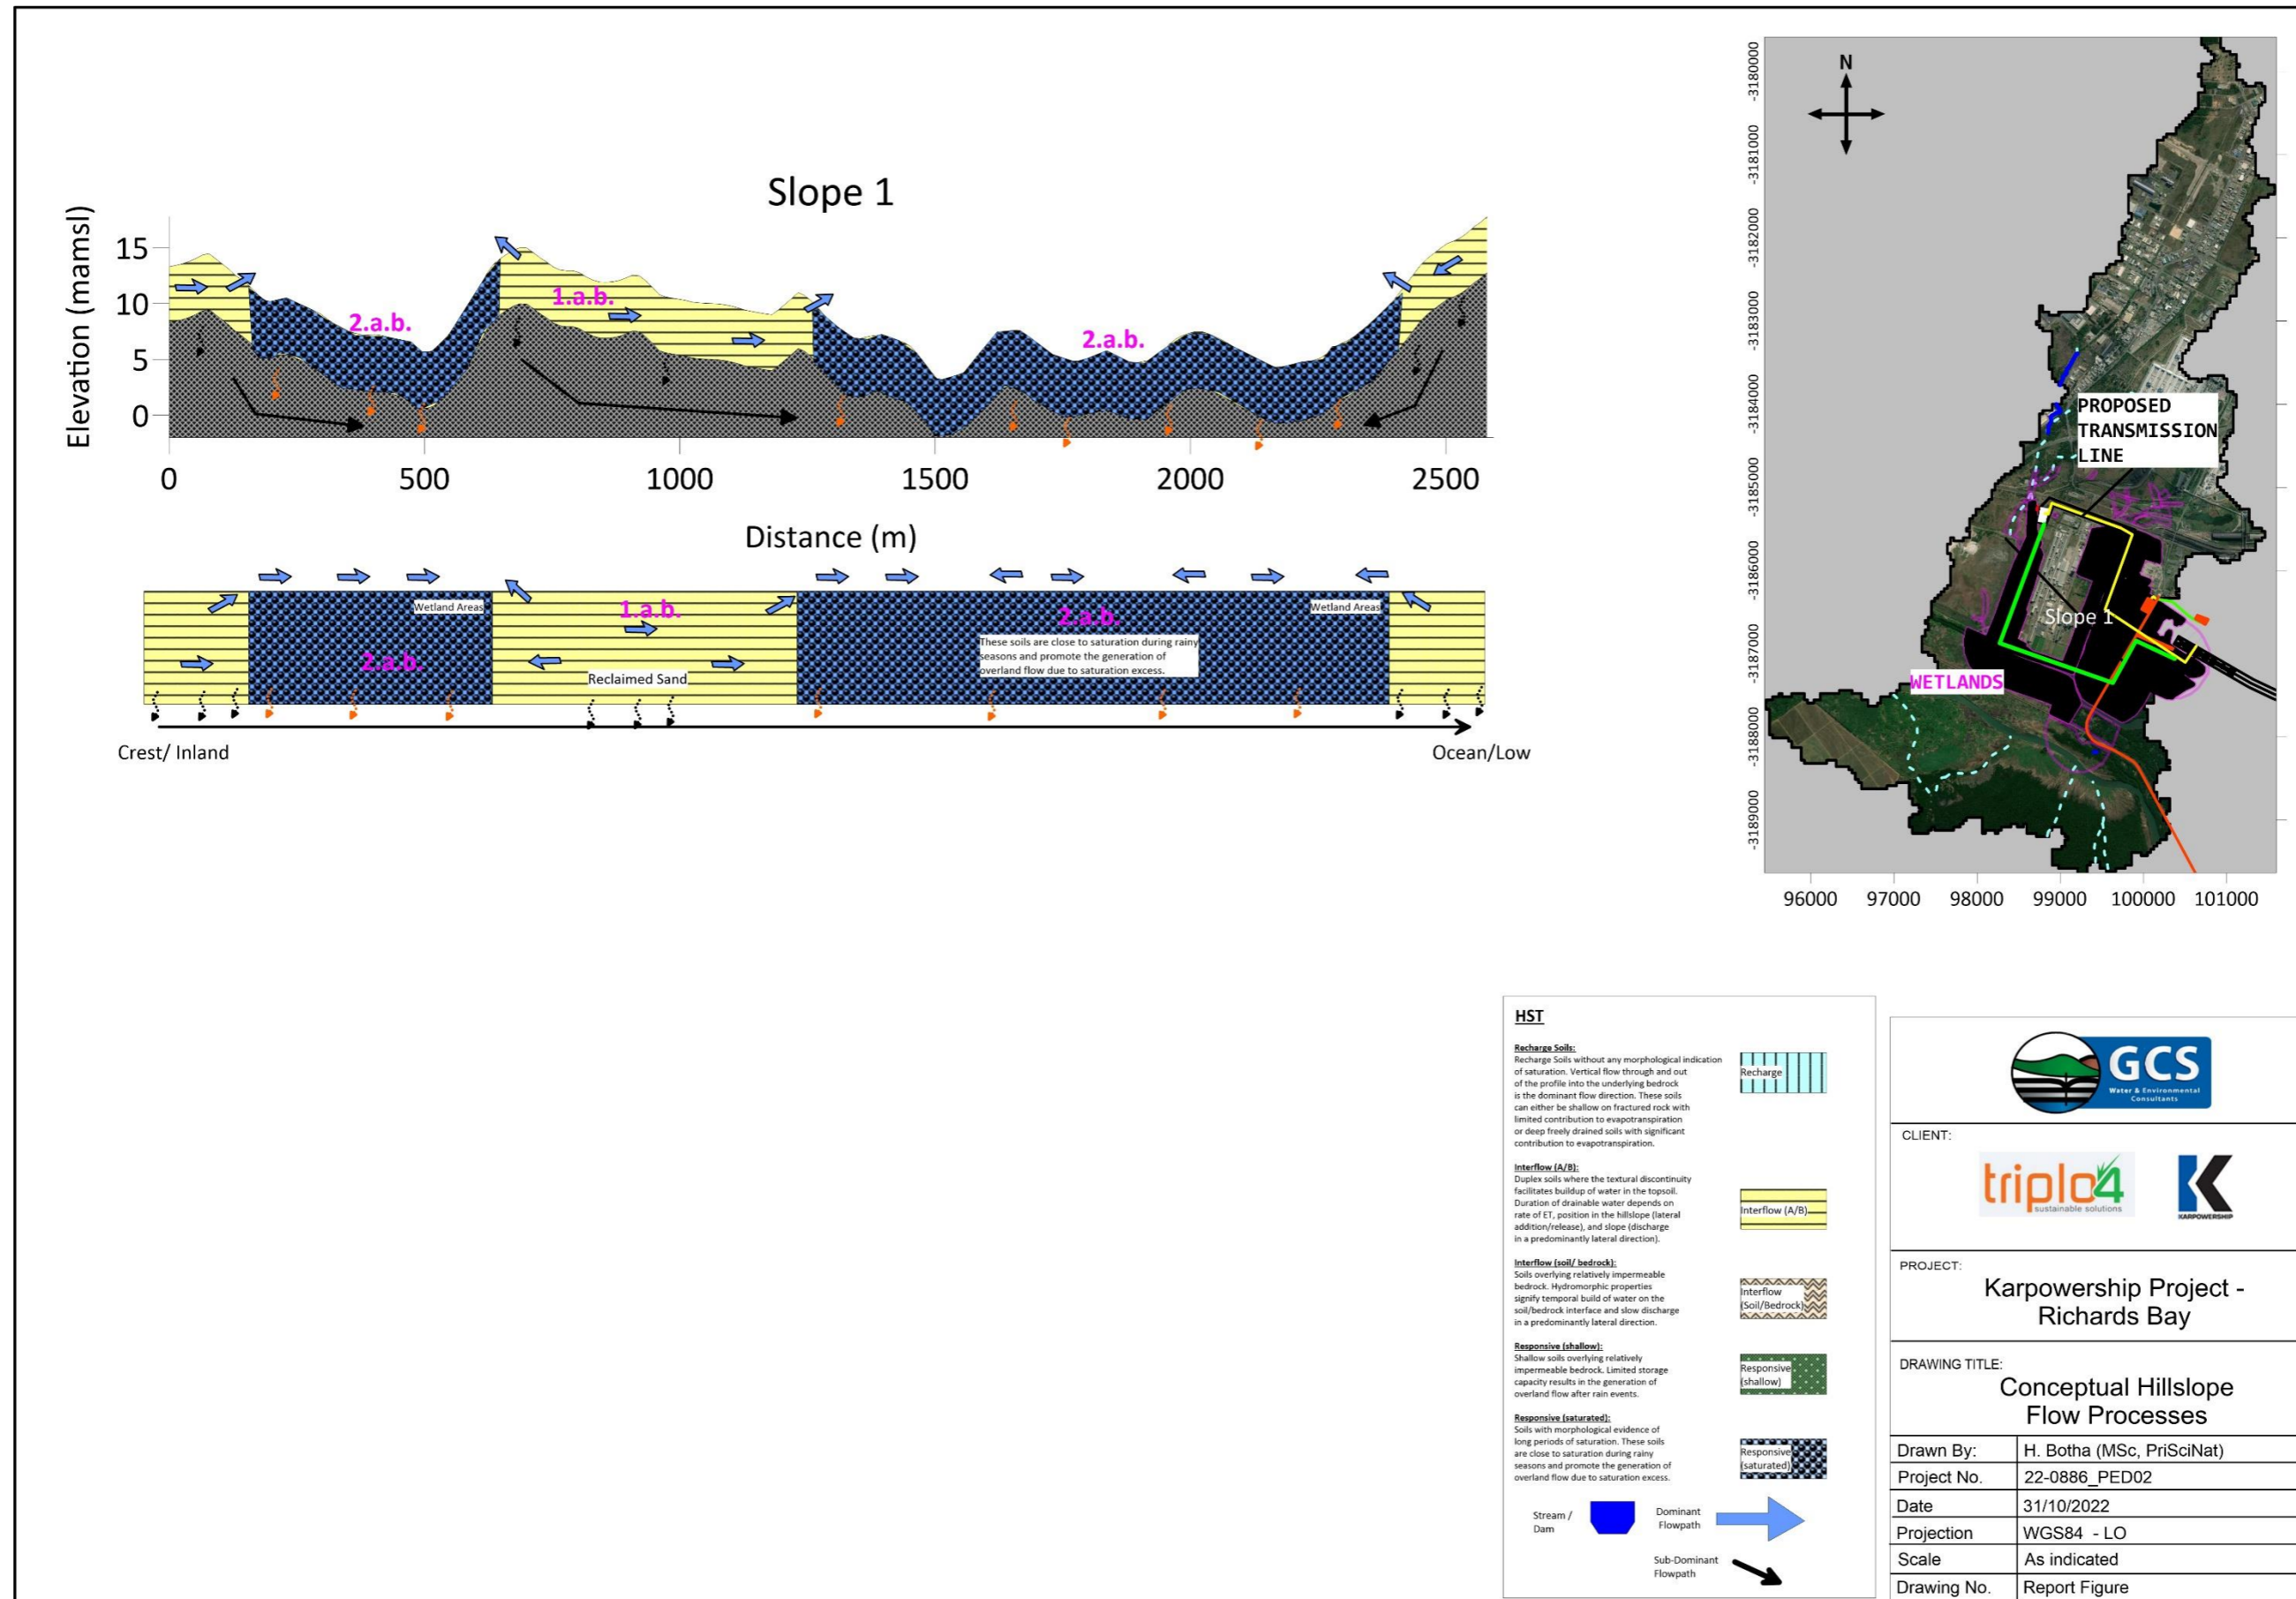 Slope 1
Elevation (mamsl)
15
10
5
0
2.a.b.
1.a.b.
2.a.b.
0
500
1000
1500
2000
2500
Distance (m)
Wetland Areas
1.a.b.
Wetland Areas
2.a.b.
These soils are close to saturation during rainy
seasons and promote the generation of
overland flow due to saturation excess.
2.a.b.
Reclaimed Sand
Crest/ Inland
Ocean/Low
N
-3180000
-3181000
-3182000
-3183000
-3184000
-3185000
-3186000
-3187000
-3188000
-3189000
PROPOSED
TRANSMISSION
LINE
Slope 1
WETLANDS
96000
97000
98000
99000
100000
101000
HST
Recharge Soils:
Recharge Soils without any morphological indication
of saturation. Vertical flow through and out
of the profile into the underlying bedrock
is the dominant flow direction. These soils
can either be shallow on fractured rock with
limited contribution to evapotranspiration
or deep freely drained soils with significant
contribution to evapotranspiration.
Recharge
Interflow (A/B):
Duplex soils where the textural discontinuity
facilitates buildup of water in the topsoil.
Duration of drainable water depends on
rate of ET, position in the hillslope (lateral
addition/release), and slope (discharge
in a predominantly lateral direction).
Interflow (A/B)
Interflow (soil/ bedrock):
Soils overlying relatively impermeable
bedrock. Hydromorphic properties
signify temporal build of water on the
soil/bedrock interface and slow discharge
in a predominantly lateral direction.
Interflow
(Soil/Bedrock)
Responsive (shallow):
Shallow soils overlying relatively
impermeable bedrock. Limited storage
capacity results in the generation of
overland flow after rain events.
Responsive
(shallow)
Responsive (saturated):
Soils with morphological evidence of
long periods of saturation. These soils
are close to saturation during rainy
seasons and promote the generation of
overland flow due to saturation excess.
Responsive
(saturated)
Stream /
Dam
Dominant
Flowpath
Sub-Dominant
Flowpath
GCS
Water & Environmental
Consultants
CLIENT:
triplo4
sustainable solutions
KARPOWERSHIP
PROJECT:
Karpowership Project -
Richards Bay
DRAWING TITLE:
Conceptual Hillslope
Flow Processes
Drawn By: H. Botha (MSc, PriSciNat)
Project No. 22-0886_PED02
Date 31/10/2022
Projection WGS84 - LO
Scale As indicated
Drawing No. Report Figure